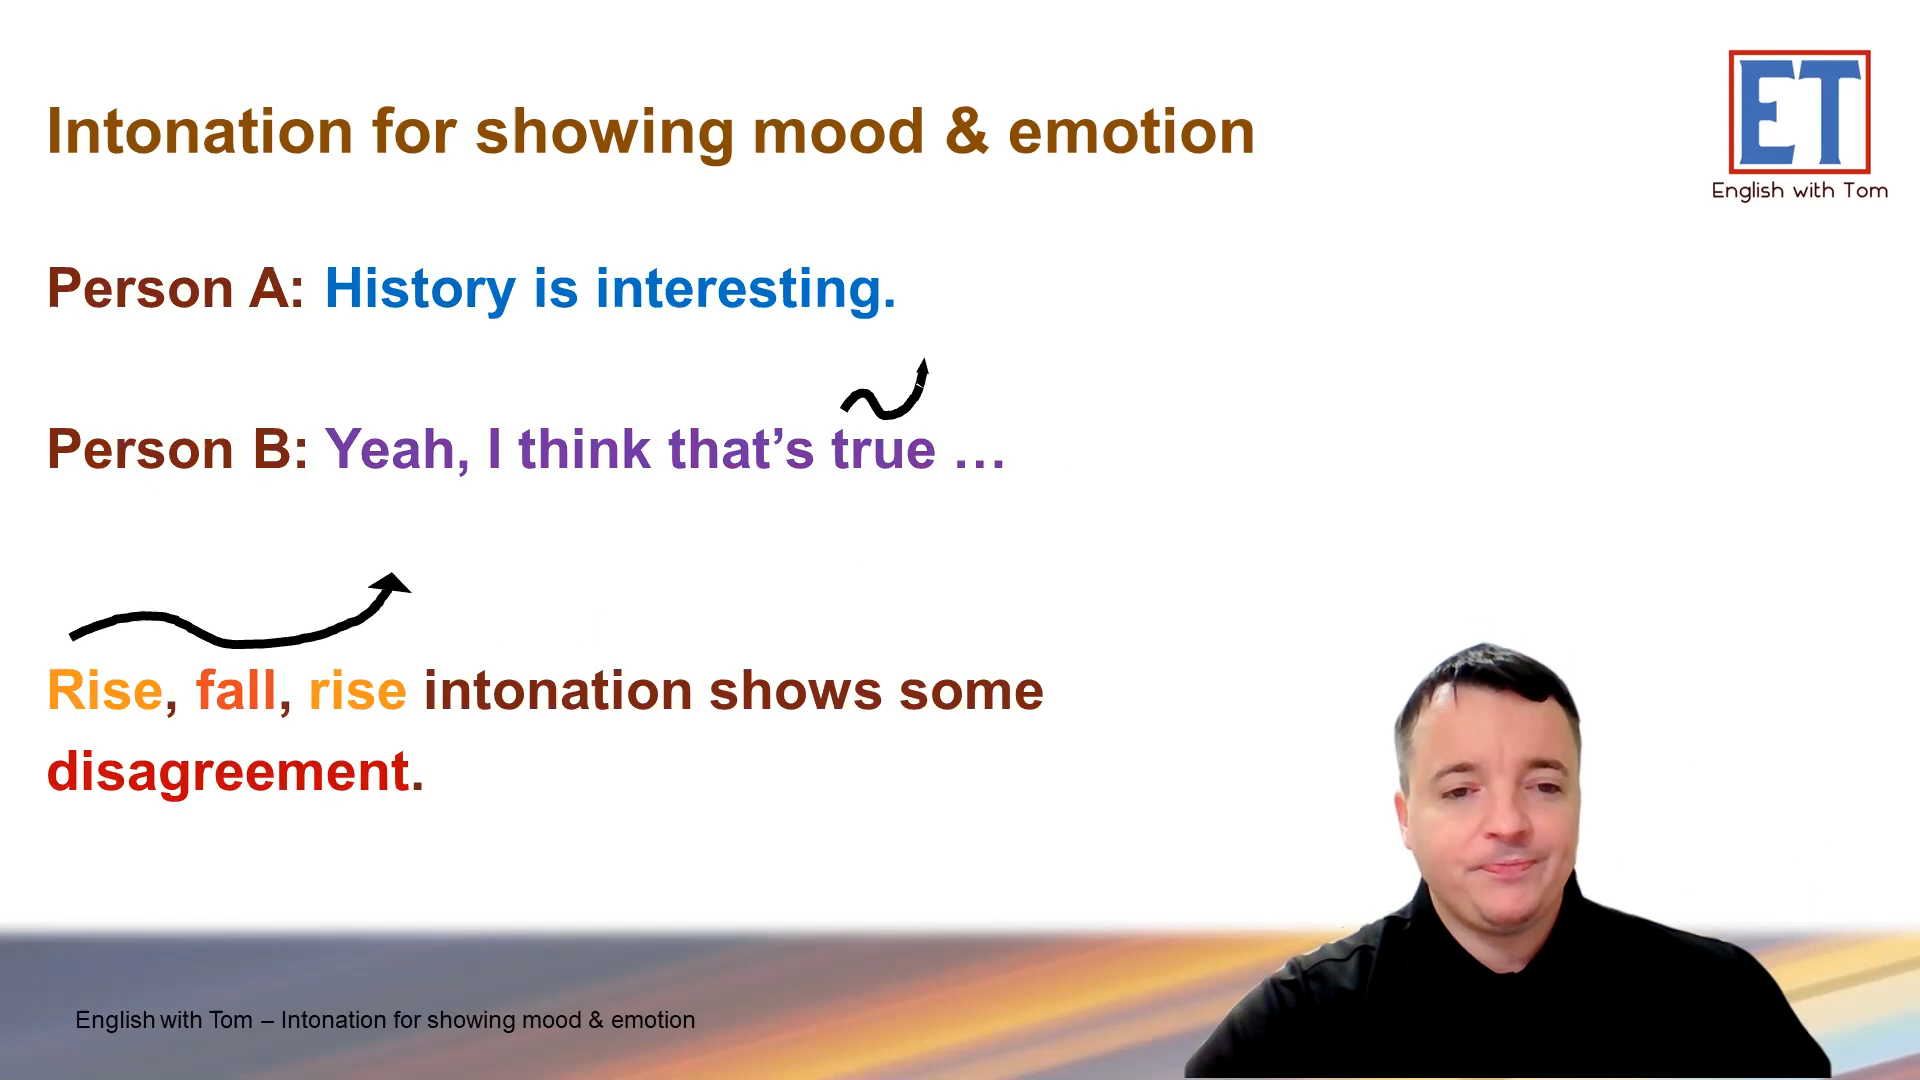 Intonation for showing mood & emotion
ET
English with Tom
Person A: History is interesting.
Person B: Yeah, I think that’s true …
Rise, fall, rise intonation shows some
disagreement.
English with Tom – Intonation for showing mood & emotion